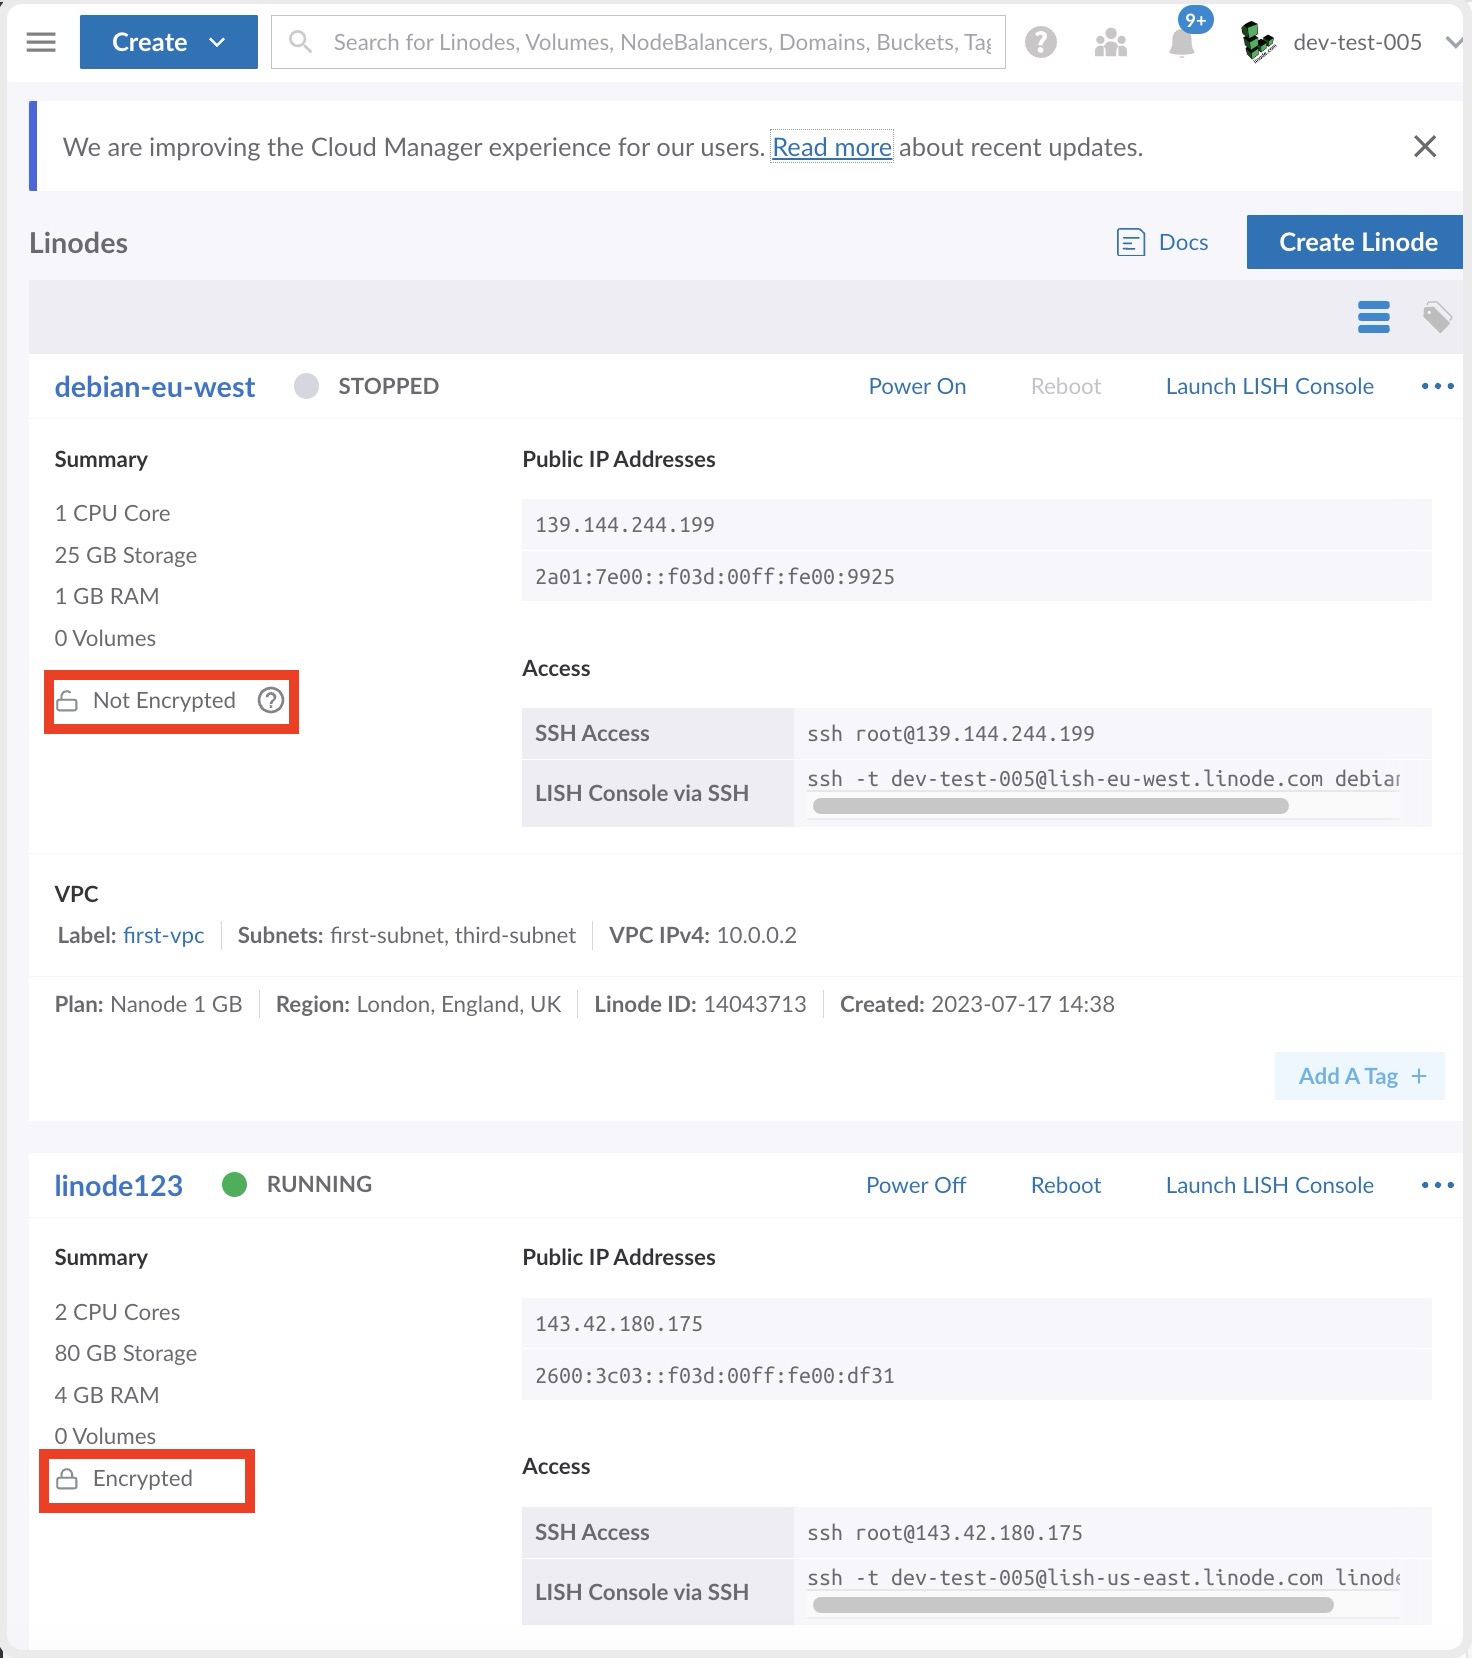 Create
Search for Linodes, Volumes, NodeBalancers, Domains, Buckets, Tag
9+
dev-test-005
We are improving the Cloud Manager experience for our users. Read more about recent updates.
Linodes
Docs
Create Linode
debian-eu-west
STOPPED
Power On
Reboot
Launch LISH Console
Summary
1 CPU Core
25 GB Storage
1 GB RAM
0 Volumes
Not Encrypted
Public IP Addresses
139.144.244.199
2a01:7e00::f03d:00ff:fe00:9925
Access
SSH Access ssh root@139.144.244.199
LISH Console via SSH ssh -t dev-test-005@lish-eu-west.linode.com debian
VPC
Label: first-vpc Subnets: first-subnet, third-subnet VPC IPv4: 10.0.0.2
Plan: Nanode 1 GB Region: London, England, UK Linode ID: 14043713 Created: 2023-07-17 14:38
Add A Tag +
linode123
RUNNING
Power Off
Reboot
Launch LISH Console
Summary
2 CPU Cores
80 GB Storage
4 GB RAM
0 Volumes
Encrypted
Public IP Addresses
143.42.180.175
2600:3c03::f03d:00ff:fe00:df31
Access
SSH Access ssh root@143.42.180.175
LISH Console via SSH ssh -t dev-test-005@lish-us-east.linode.com linode